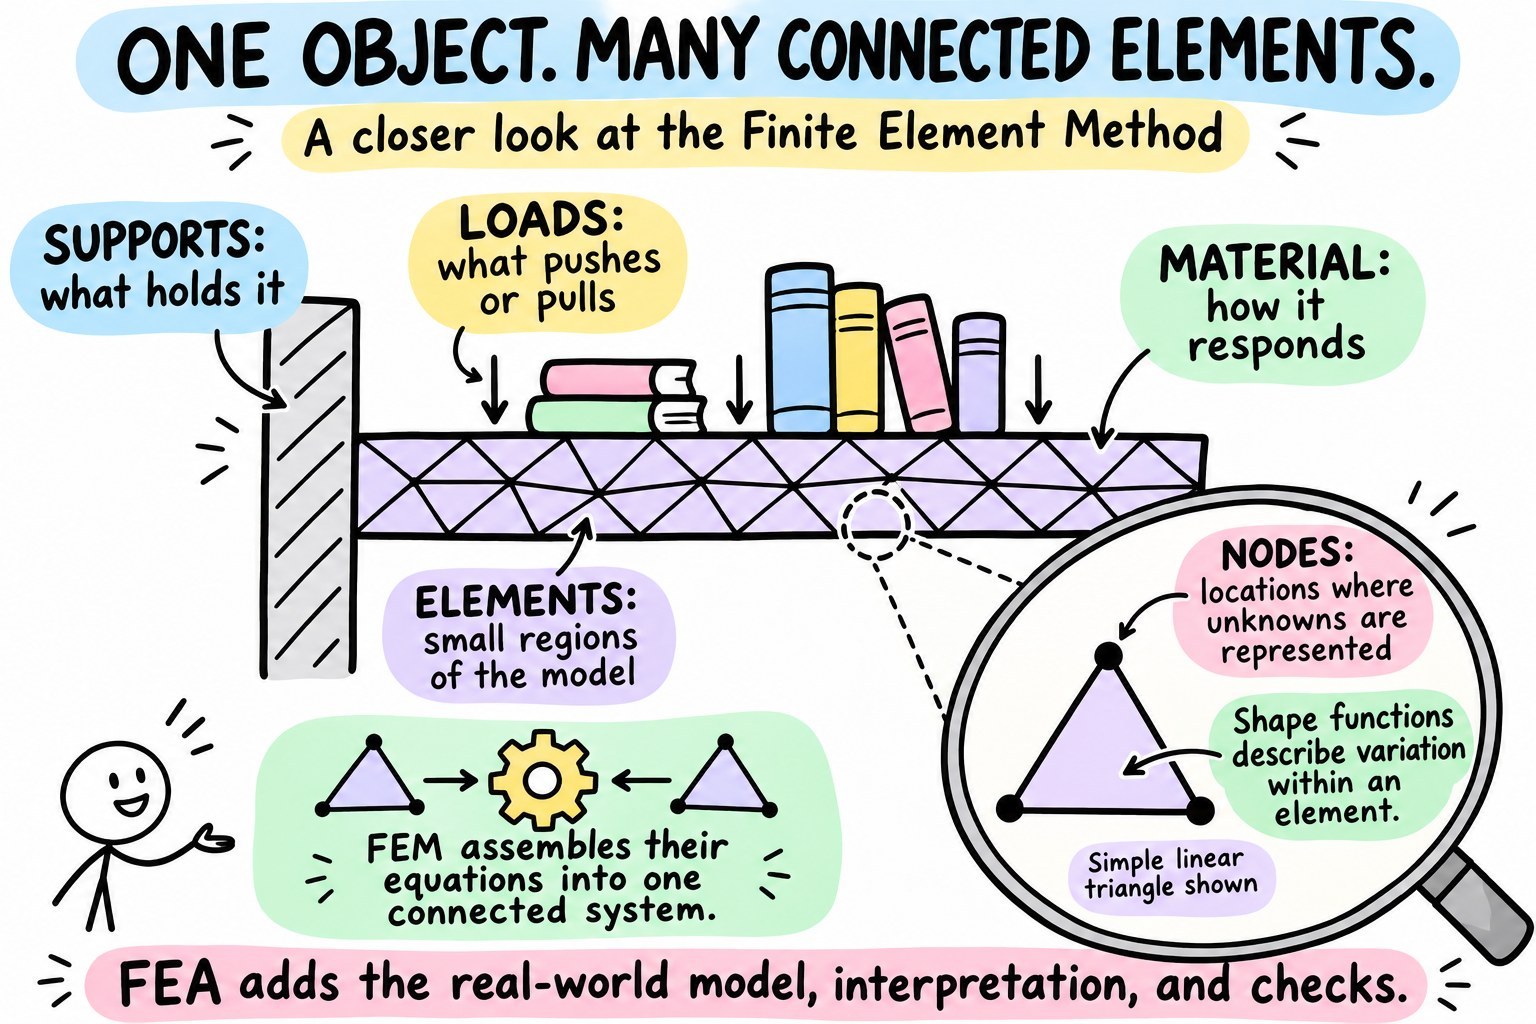 ONE OBJECT. MANY CONNECTED ELEMENTS.
A closer look at the Finite Element Method
SUPPORTS:
what holds it
LOADS:
what pushes
or pulls
MATERIAL:
how it
responds
ELEMENTS:
small regions
of the model
NODES:
locations where
unknowns are
represented
Shape functions
describe variation
within an
element.
Simple linear
triangle shown
FEM assembles their
equations into one
connected system.
FEA adds the real-world model, interpretation, and checks.